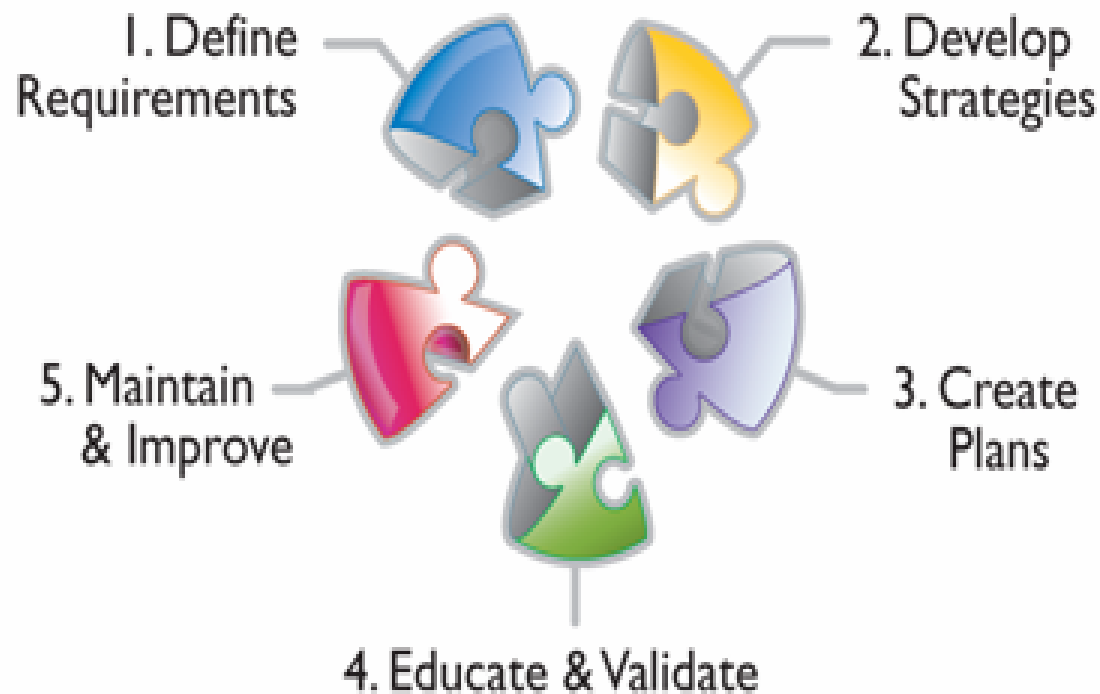 1. Define
Requirements
2. Develop
Strategies
3. Create
Plans
4. Educate & Validate
5. Maintain
& Improve